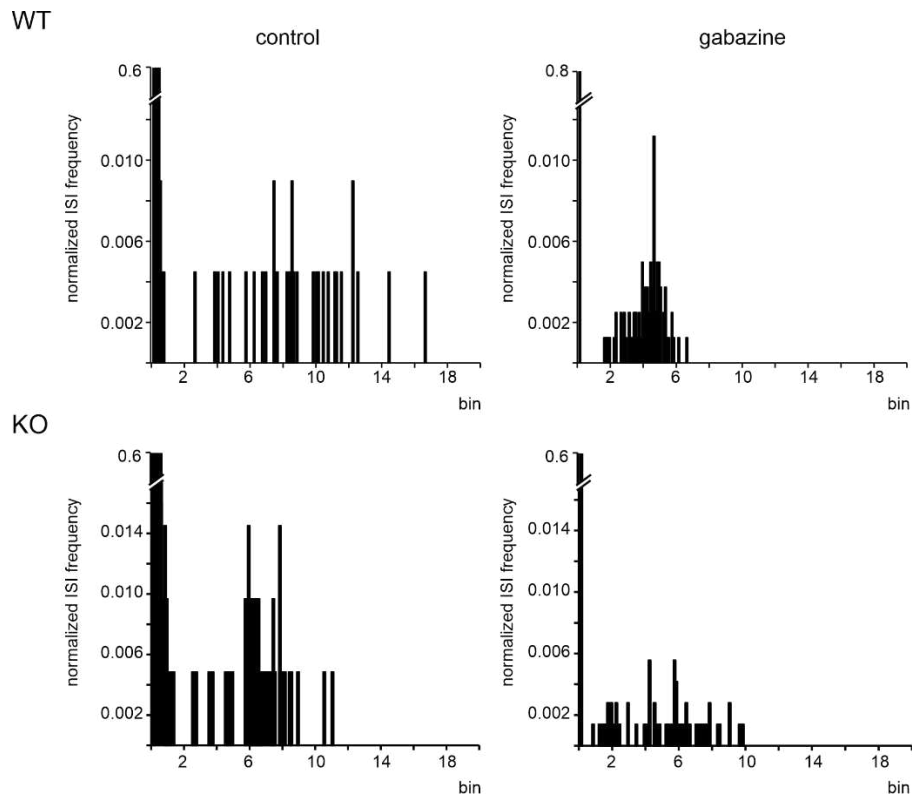 WT
control
gabazine
normalized ISI frequency
0.6
0.010
0.006
0.002
2 6 10 14 18
bin
normalized ISI frequency
0.8
0.010
0.006
0.002
2 6 10 14 18
bin
KO
normalized ISI frequency
0.6
0.014
0.010
0.006
0.002
2 6 10 14 18
bin
normalized ISI frequency
0.6
0.014
0.010
0.006
0.002
2 6 10 14 18
bin